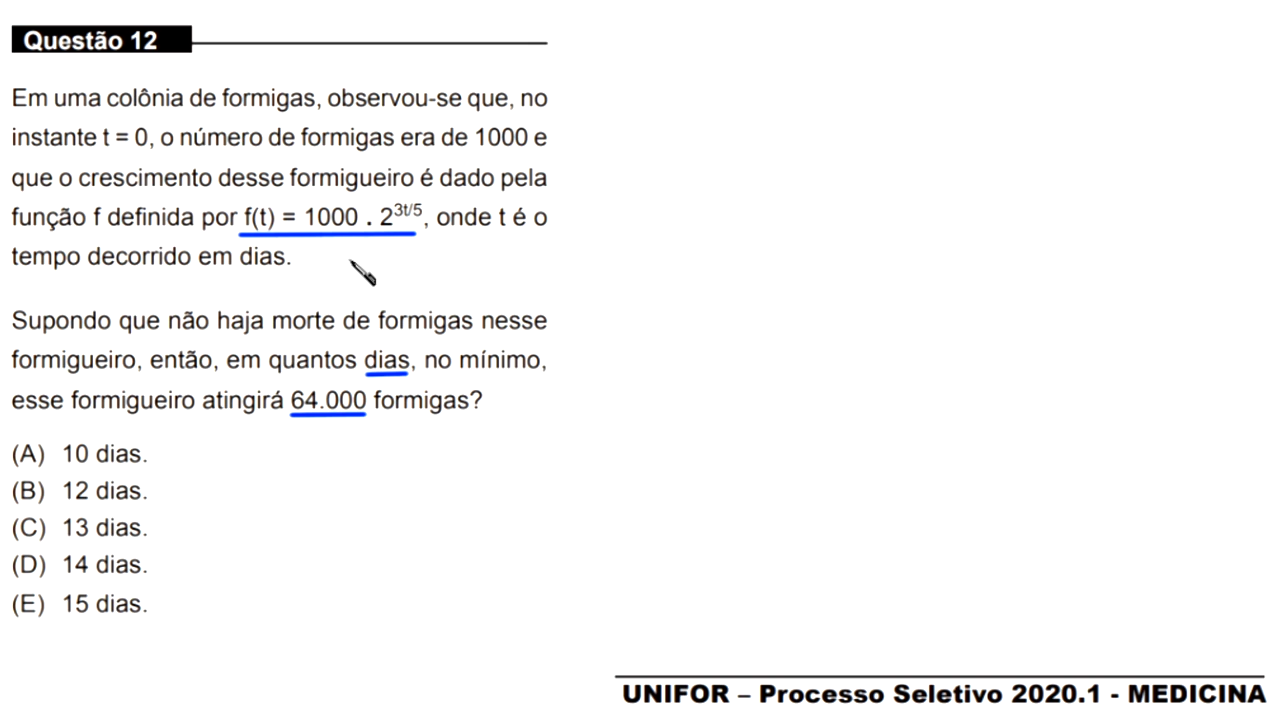 Questão 12
Em uma colônia de formigas, observou-se que, no
instante t = 0, o número de formigas era de 1000 e
que o crescimento desse formigueiro é dado pela
função f definida por f(t) = 1000 . 2^{3t/5}, onde t é o
tempo decorrido em dias.
Supondo que não haja morte de formigas nesse
formigueiro, então, em quantos dias, no mínimo,
esse formigueiro atingirá 64.000 formigas?
(A) 10 dias.
(B) 12 dias.
(C) 13 dias.
(D) 14 dias.
(E) 15 dias.
UNIFOR – Processo Seletivo 2020.1 - MEDICINA